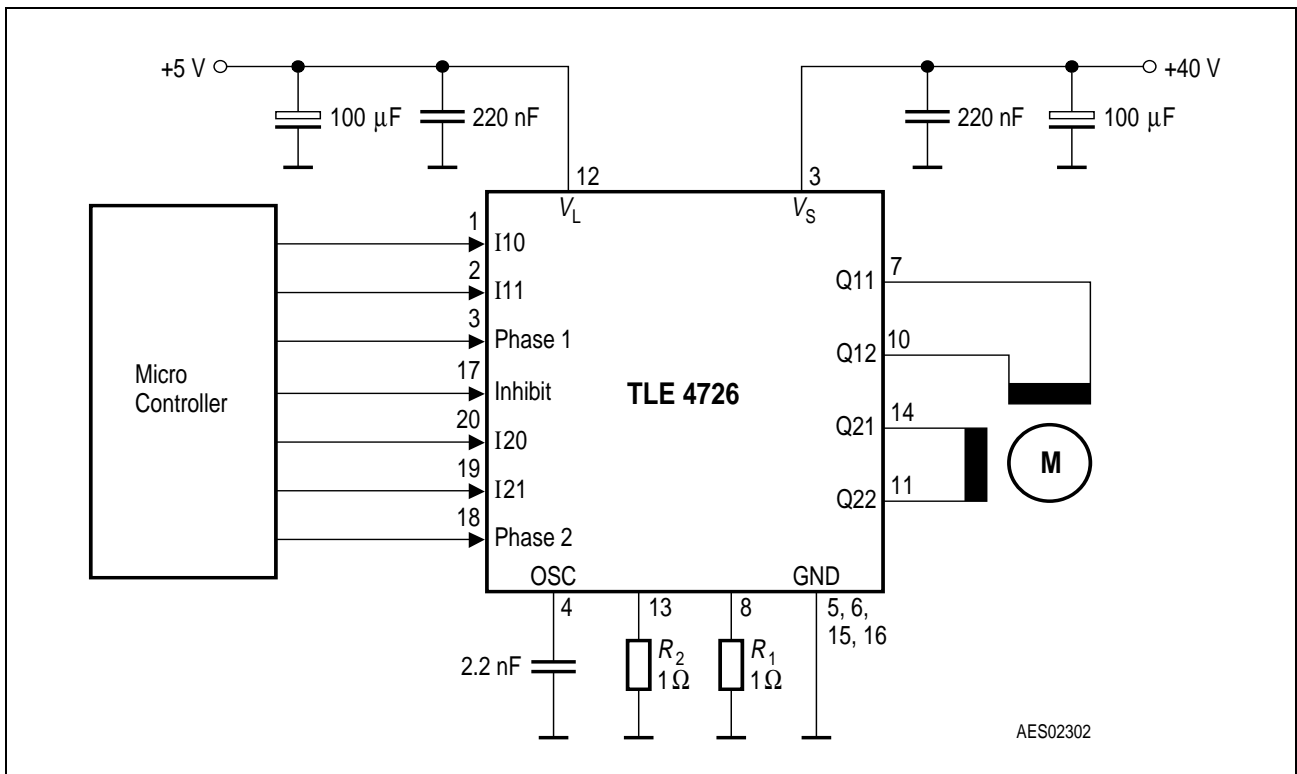 +5 V
+40 V
100 μF
220 nF
220 nF
100 μF
12
3
V_L
V_S
1
I10
2
I11
3
Phase 1
17
Inhibit
20
I20
19
I21
18
Phase 2
Micro
Controller
TLE 4726
Q11
7
Q12
10
Q21
14
Q22
11
M
OSC
GND
4
13
8
5, 6,
15, 16
2.2 nF
R_2
1 Ω
R_1
1 Ω
AES02302